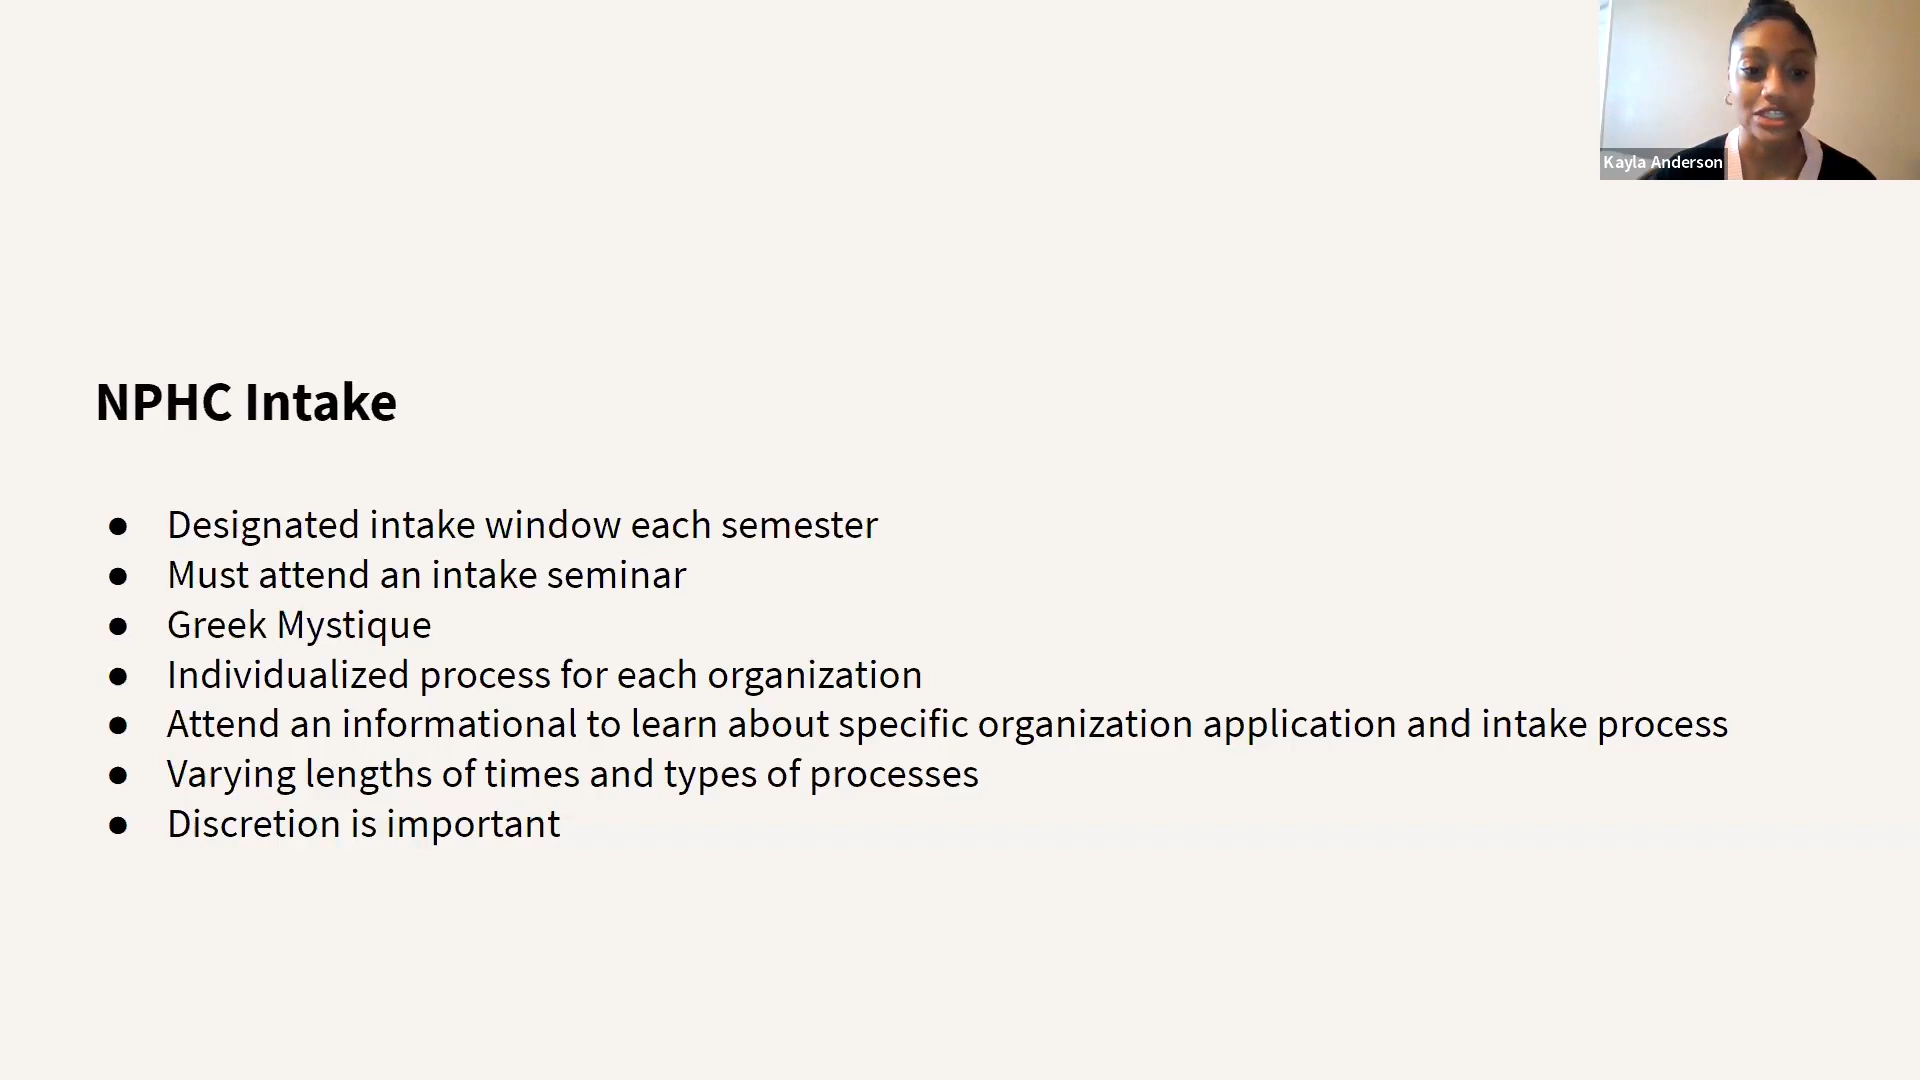 Kayla Anderson
NPHC Intake
● Designated intake window each semester
● Must attend an intake seminar
● Greek Mystique
● Individualized process for each organization
● Attend an informational to learn about specific organization application and intake process
● Varying lengths of times and types of processes
● Discretion is important